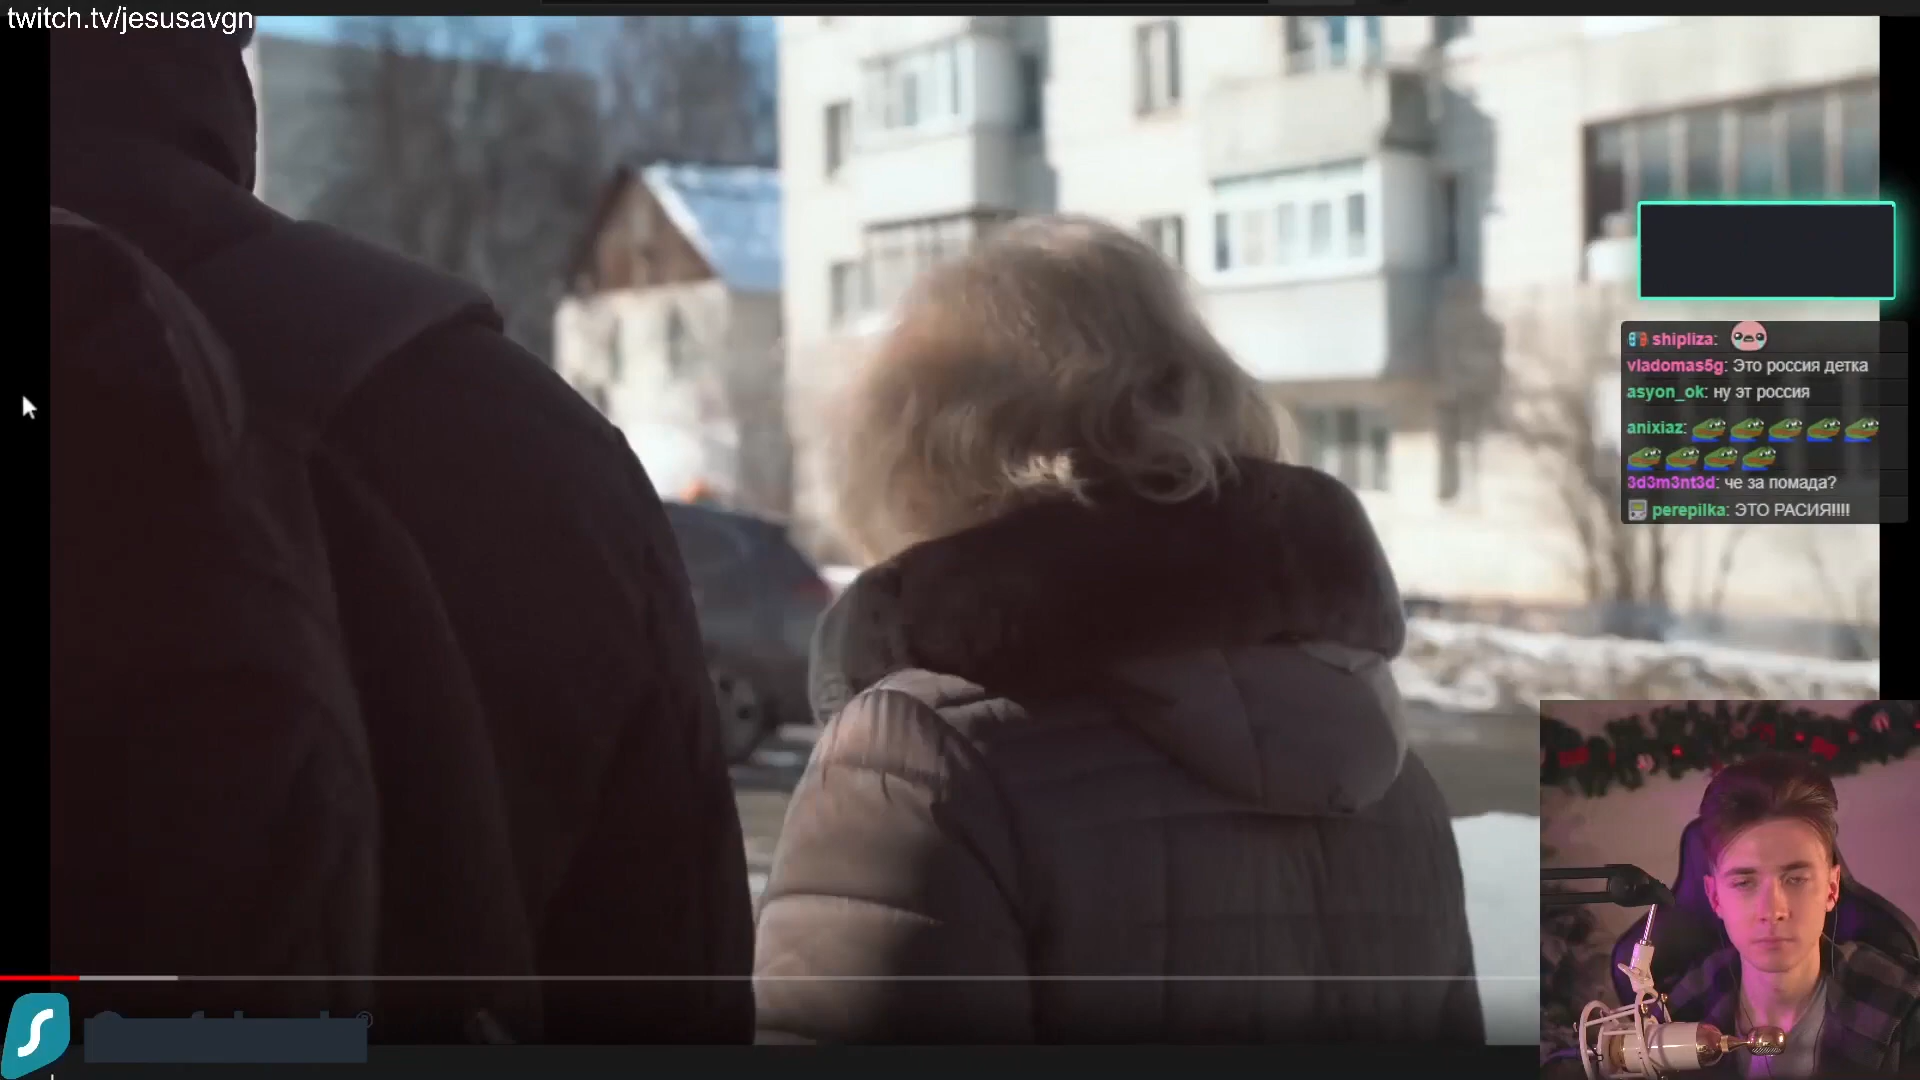 twitch.tv/jesusavgn
shipliza:
vladomas5g: Это россия детка
asyon_ok: ну эт россия
anixiaz:
3d3m3nt3d: че за помада?
perepilka: ЭТО РАСИЯ!!!!